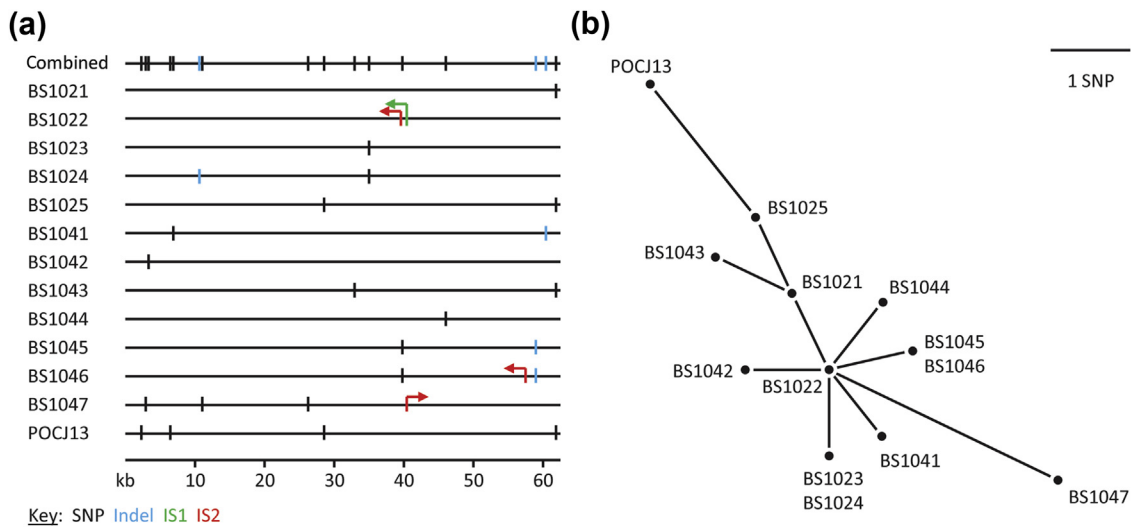 (a)
Combined
BS1021
BS1022
BS1023
BS1024
BS1025
BS1041
BS1042
BS1043
BS1044
BS1045
BS1046
BS1047
POCJ13
kb 10 20 30 40 50 60
Key: SNP Indel IS1 IS2
(b)
POCJ13
1 SNP
BS1025
BS1043
BS1021
BS1044
BS1045
BS1046
BS1042
BS1022
BS1041
BS1023
BS1024
BS1047